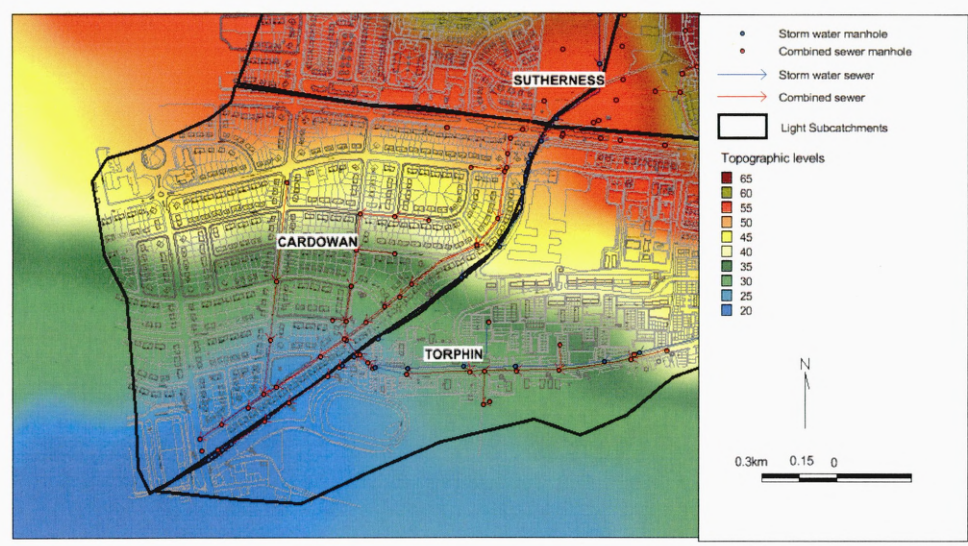 SUTHERNESS
CARDOWAN
TORPHIN
Storm water manhole
Combined sewer manhole
Storm water sewer
Combined sewer
Light Subcatchments
Topographic levels
65
60
55
50
45
40
35
30
25
20
N
0.3km 0.15 0